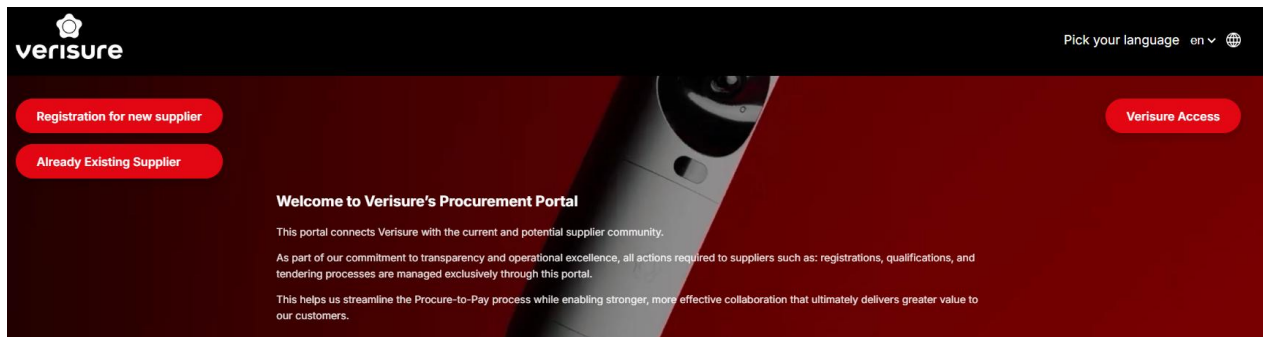 verisure
Pick your language en
Registration for new supplier
Verisure Access
Already Existing Supplier
Welcome to Verisure's Procurement Portal
This portal connects Verisure with the current and potential supplier community.
As part of our commitment to transparency and operational excellence, all actions required to suppliers such as: registrations, qualifications, and
tendering processes are managed exclusively through this portal.
This helps us streamline the Procure-to-Pay process while enabling stronger, more effective collaboration that ultimately delivers greater value to
our customers.